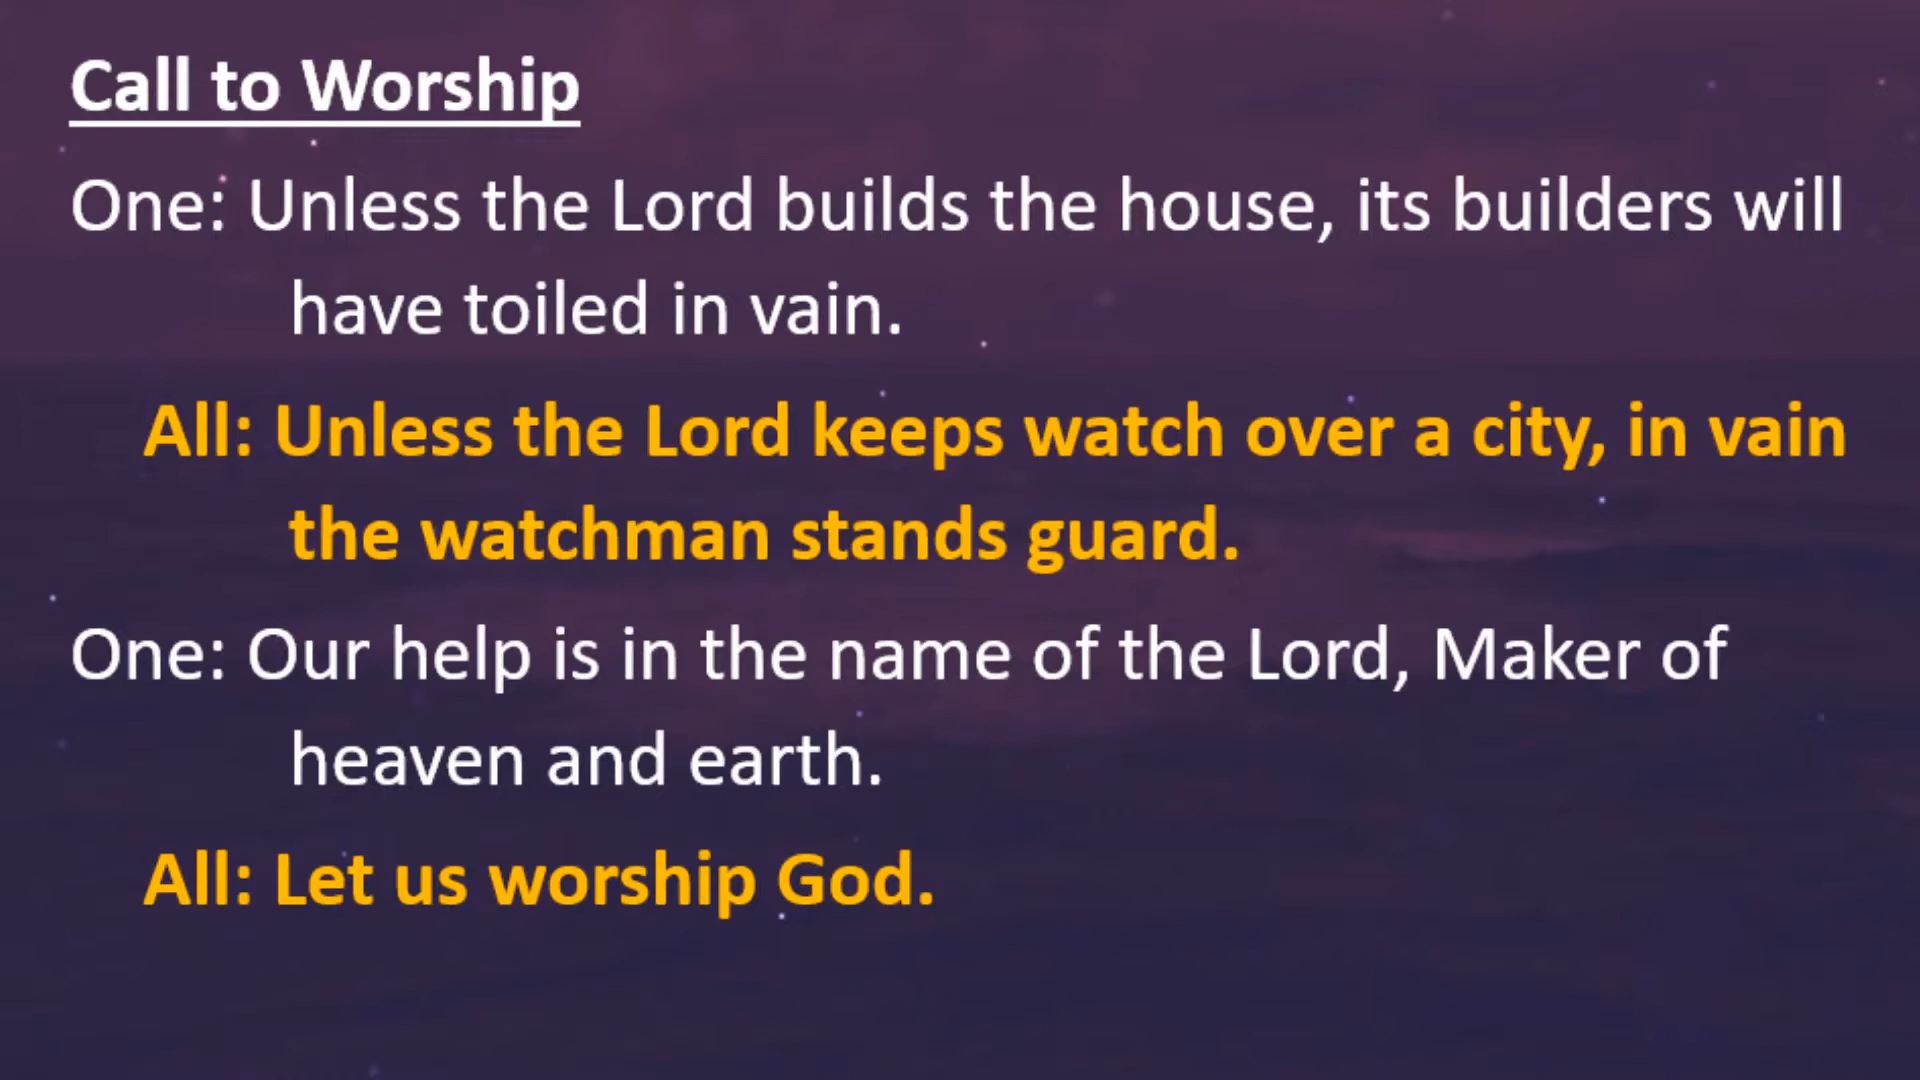 Call to Worship
One: Unless the Lord builds the house, its builders will
have toiled in vain.
All: Unless the Lord keeps watch over a city, in vain
the watchman stands guard.
One: Our help is in the name of the Lord, Maker of
heaven and earth.
All: Let us worship God.